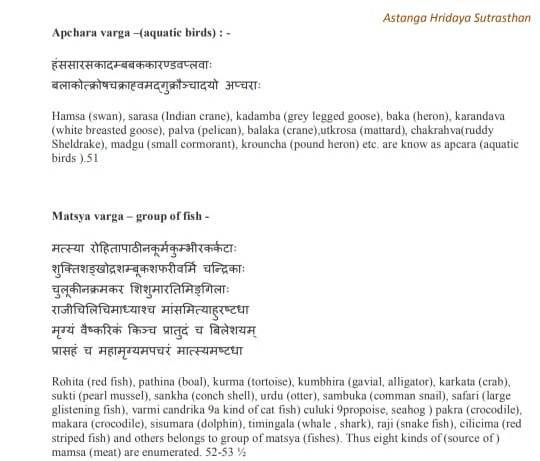 Astanga Hridaya Sutrasthan
Apchara varga –(aquatic birds) : -
हंससारसकादम्बबककारण्डवप्लवाः
बलाकोत्क्रोषचक्राह्वमद्गुक्रौञ्चादयो अप्चराः
Hamsa (swan), sarasa (Indian crane), kadamba (grey legged goose), baka (heron), karandava
(white breasted goose), palva (pelican), balaka (crane),utkrosa (mattard), chakrahva(ruddy
Sheldrake), madgu (small cormorant), krouncha (pound heron) etc. are know as apcara (aquatic
birds ).51
Matsya varga – group of fish -
मत्स्या रोहितापाठीनकूर्मकुम्भीरकर्कटाः
शुक्तिशङ्खोद्रशम्बूकशफरीवर्मि चन्द्रिकाः
चुलूकीनक्रमकर शिशुमारतिमिङ्गिलाः
राजीचिलिचिमाध्याश्च मांसमित्याहुरष्टधा
मृग्यं वैष्करिकं किञ्च प्रातुदं च बिलेशयम्
प्रासहं च महामृग्यमपचरं मात्स्यमष्टधा
Rohita (red fish), pathina (boal), kurma (tortoise), kumbhira (gavial, alligator), karkata (crab),
sukti (pearl mussel), sankha (conch shell), urdu (otter), sambuka (comman snail), safari (large
glistening fish), varmi candrika 9a kind of cat fish) culuki 9propoise, seahog ) pakra (crocodile),
makara (crocodile), sisumara (dolphin), timingala (whale , shark), raji (snake fish), cilicima (red
striped fish) and others belongs to group of matsya (fishes). Thus eight kinds of (source of )
mamsa (meat) are enumerated. 52-53 ½